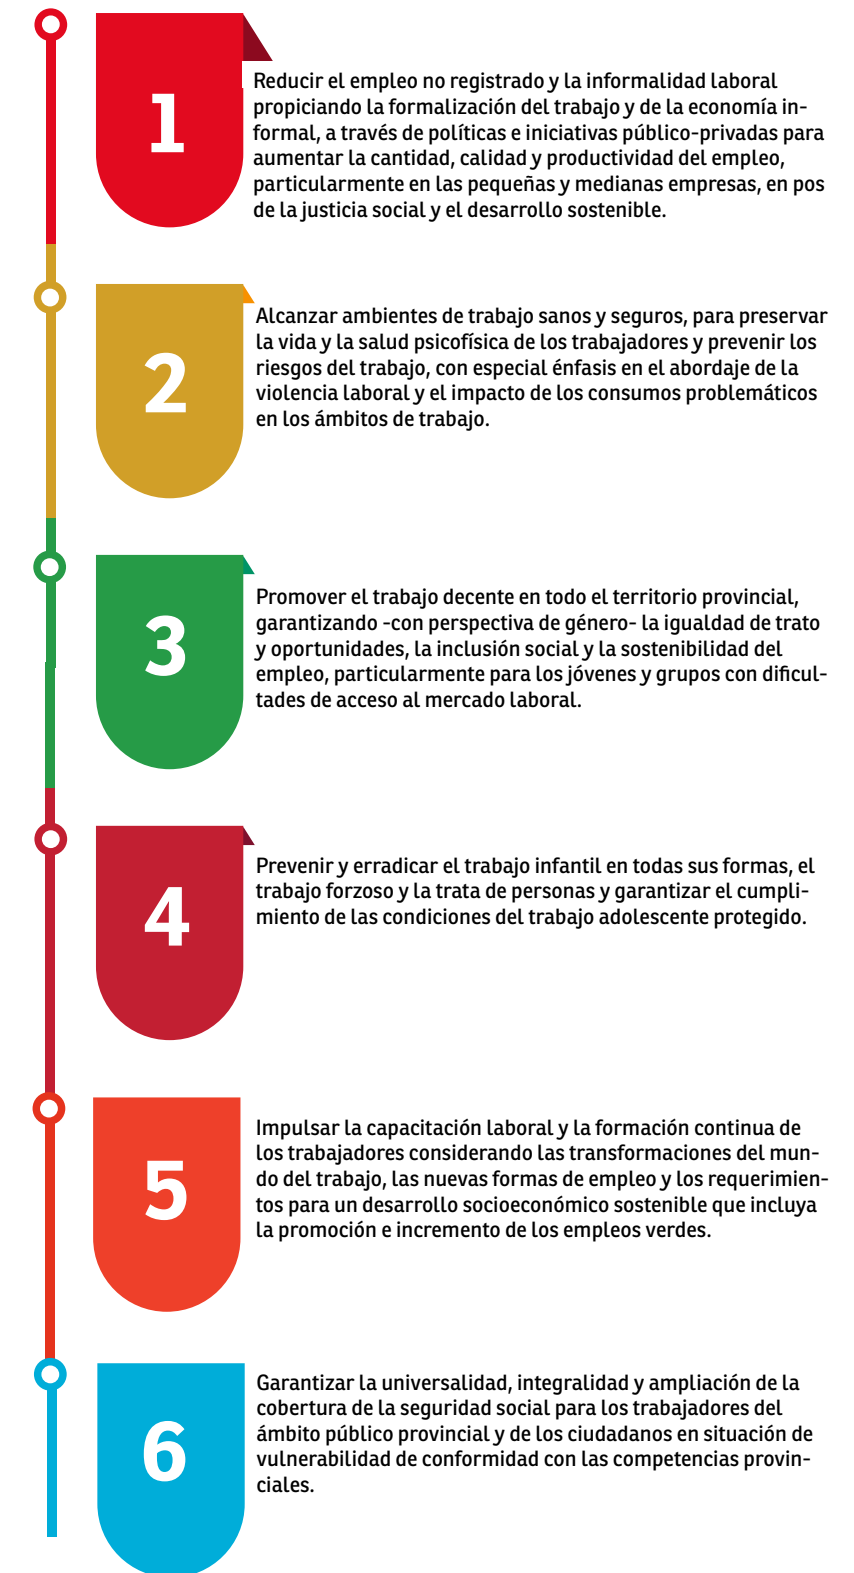 1
Reducir el empleo no registrado y la informalidad laboral
propiciando la formalización del trabajo y de la economía in-
formal, a través de políticas e iniciativas público-privadas para
aumentar la cantidad, calidad y productividad del empleo,
particularmente en las pequeñas y medianas empresas, en pos
de la justicia social y el desarrollo sostenible.
2
Alcanzar ambientes de trabajo sanos y seguros, para preservar
la vida y la salud psicofísica de los trabajadores y prevenir los
riesgos del trabajo, con especial énfasis en el abordaje de la
violencia laboral y el impacto de los consumos problemáticos
en los ámbitos de trabajo.
3
Promover el trabajo decente en todo el territorio provincial,
garantizando -con perspectiva de género- la igualdad de trato
y oportunidades, la inclusión social y la sostenibilidad del
empleo, particularmente para los jóvenes y grupos con dificul-
tades de acceso al mercado laboral.
4
Prevenir y erradicar el trabajo infantil en todas sus formas, el
trabajo forzoso y la trata de personas y garantizar el cumpli-
miento de las condiciones del trabajo adolescente protegido.
5
Impulsar la capacitación laboral y la formación continua de
los trabajadores considerando las transformaciones del mun-
do del trabajo, las nuevas formas de empleo y los requerimien-
tos para un desarrollo socioeconómico sostenible que incluya
la promoción e incremento de los empleos verdes.
6
Garantizar la universalidad, integralidad y ampliación de la
cobertura de la seguridad social para los trabajadores del
ámbito público provincial y de los ciudadanos en situación de
vulnerabilidad de conformidad con las competencias provin-
ciales.